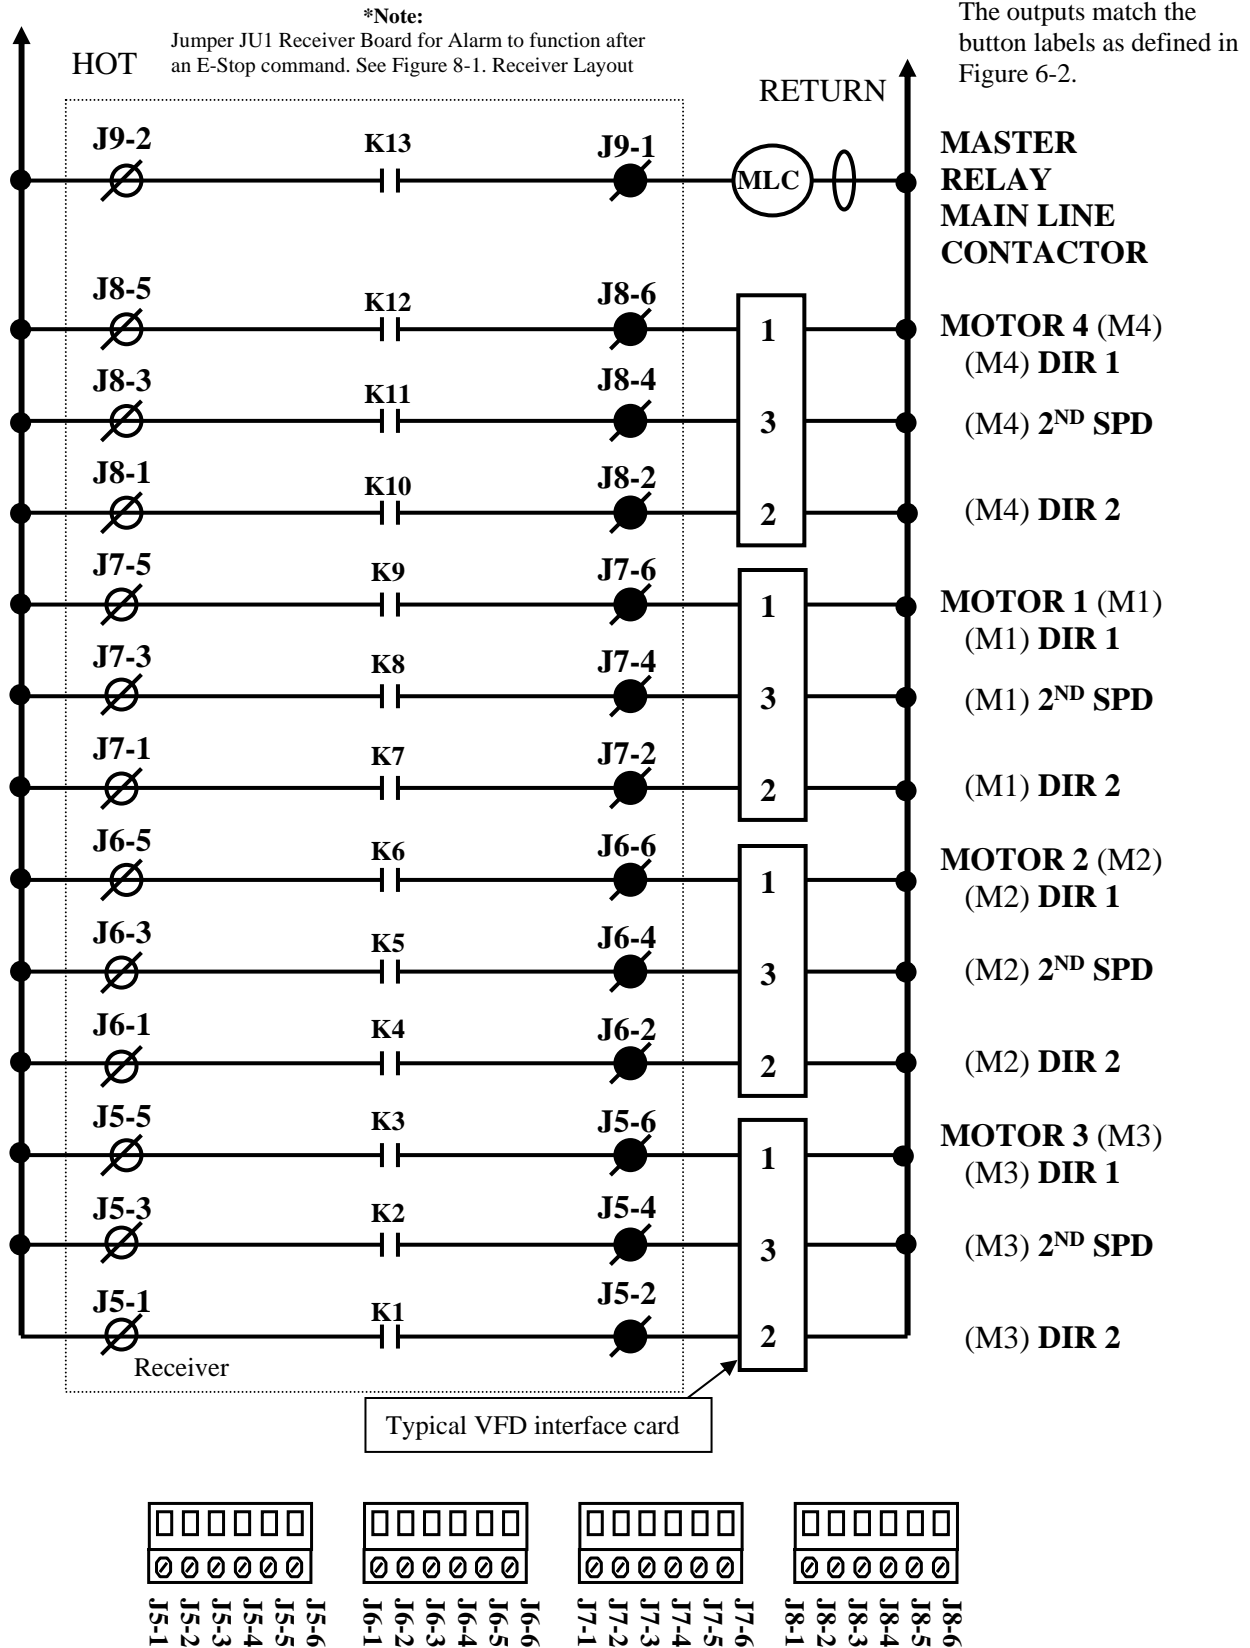 *Note:
Jumper JU1 Receiver Board for Alarm to function after
an E-Stop command. See Figure 8-1. Receiver Layout
The outputs match the
button labels as defined in
Figure 6-2.
HOT
RETURN
J9-2 K13 J9-1 MLC
MASTER
RELAY
MAIN LINE
CONTACTOR
J8-5 K12 J8-6 1 MOTOR 4 (M4)
(M4) DIR 1
J8-3 K11 J8-4 3 (M4) 2ND SPD
J8-1 K10 J8-2 2 (M4) DIR 2
J7-5 K9 J7-6 1 MOTOR 1 (M1)
(M1) DIR 1
J7-3 K8 J7-4 3 (M1) 2ND SPD
J7-1 K7 J7-2 2 (M1) DIR 2
J6-5 K6 J6-6 1 MOTOR 2 (M2)
(M2) DIR 1
J6-3 K5 J6-4 3 (M2) 2ND SPD
J6-1 K4 J6-2 2 (M2) DIR 2
J5-5 K3 J5-6 1 MOTOR 3 (M3)
(M3) DIR 1
J5-3 K2 J5-4 3 (M3) 2ND SPD
J5-1 K1 J5-2 2 (M3) DIR 2
Receiver
Typical VFD interface card
J5-1
J5-2
J5-3
J5-4
J5-5
J5-6
J6-1
J6-2
J6-3
J6-4
J6-5
J6-6
J7-1
J7-2
J7-3
J7-4
J7-5
J7-6
J8-1
J8-2
J8-3
J8-4
J8-5
J8-6